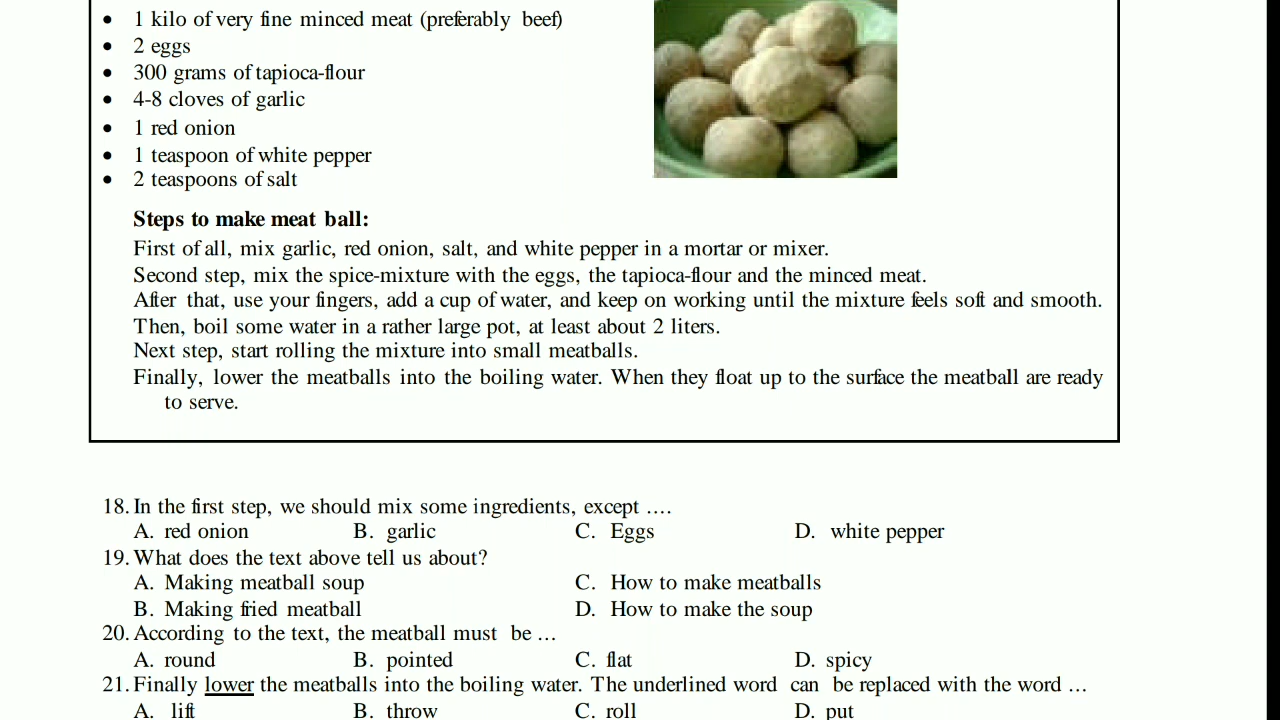 • 1 kilo of very fine minced meat (preferably beef)
• 2 eggs
• 300 grams of tapioca-flour
• 4-8 cloves of garlic
• 1 red onion
• 1 teaspoon of white pepper
• 2 teaspoons of salt
Steps to make meat ball:
First of all, mix garlic, red onion, salt, and white pepper in a mortar or mixer.
Second step, mix the spice-mixture with the eggs, the tapioca-flour and the minced meat.
After that, use your fingers, add a cup of water, and keep on working until the mixture feels soft and smooth.
Then, boil some water in a rather large pot, at least about 2 liters.
Next step, start rolling the mixture into small meatballs.
Finally, lower the meatballs into the boiling water. When they float up to the surface the meatball are ready
to serve.
18. In the first step, we should mix some ingredients, except ....
A. red onion B. garlic C. Eggs D. white pepper
19. What does the text above tell us about?
A. Making meatball soup C. How to make meatballs
B. Making fried meatball D. How to make the soup
20. According to the text, the meatball must be ...
A. round B. pointed C. flat D. spicy
21. Finally lower the meatballs into the boiling water. The underlined word can be replaced with the word ...
A. lift B. throw C. roll D. put